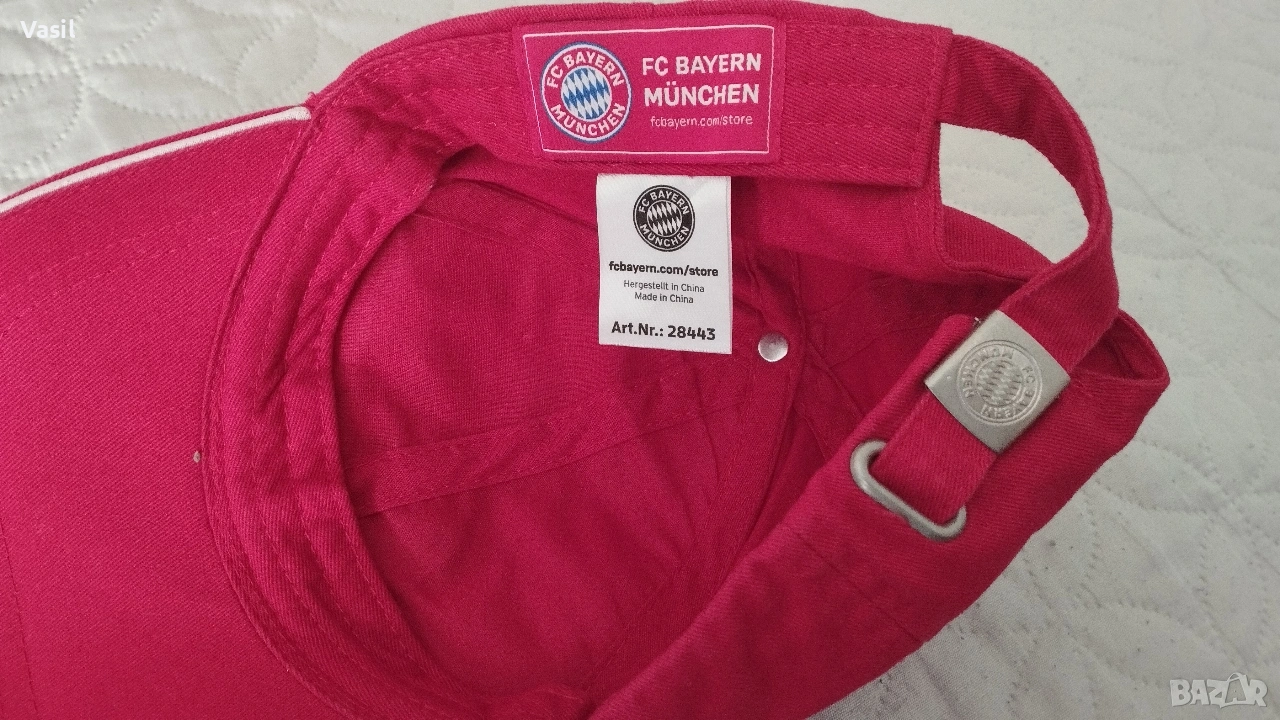 Vasil
FC BAYERN
MÜNCHEN
FC BAYERN
MÜNCHEN
fcbayern.com/store
FC BAYERN
MÜNCHEN
fcbayern.com/store
Hergestellt in China
Made in China
Art.Nr.: 28443
FC BAYERN
MÜNCHEN
BAZAR